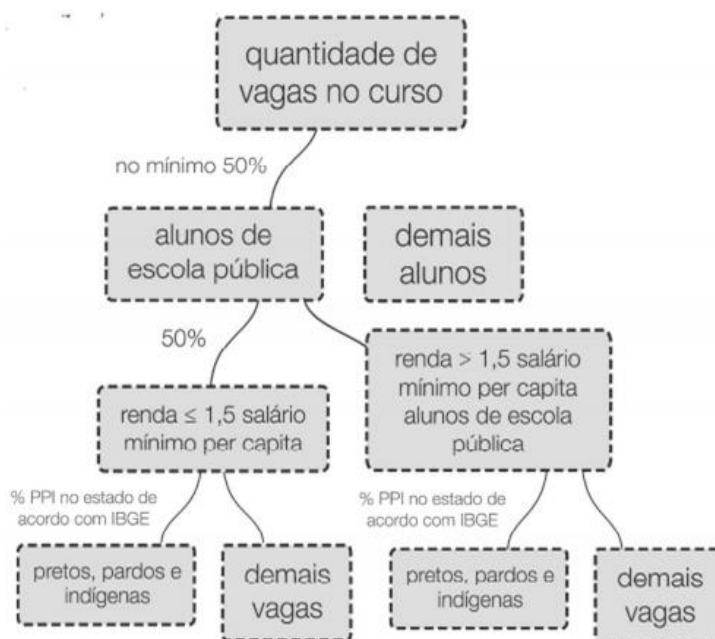 quantidade de
vagas no curso
no mínimo 50%
alunos de
escola pública
demais
alunos
50%
renda ≤ 1,5 salário
mínimo per capita
renda > 1,5 salário
mínimo per capita
alunos de escola
pública
% PPI no estado de
acordo com IBGE
% PPI no estado de
acordo com IBGE
pretos, pardos e
indígenas
demais
vagas
pretos, pardos e
indígenas
demais
vagas